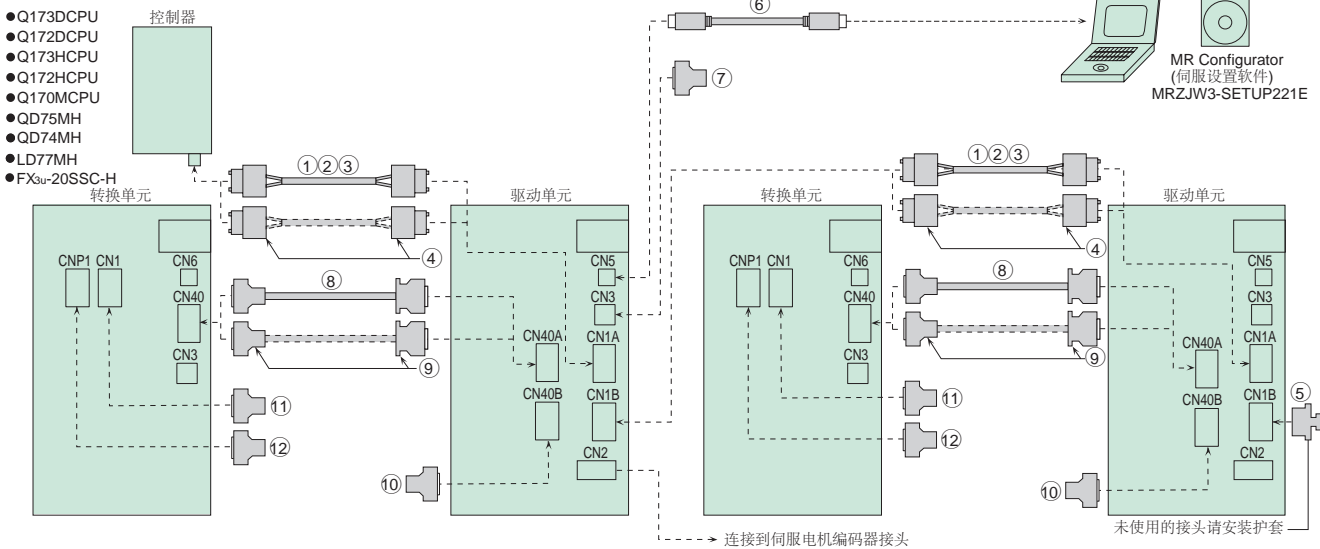 ●Q173DCPU
●Q172DCPU
●Q173HCPU
●Q172HCPU
●Q170MCPU
●QD75MH
●QD74MH
●LD77MH
●FX3U-20SSC-H
控制器
⑥
⑦
MR Configurator
(伺服设置软件)
MRZJW3-SETUP221E
转换单元
①②③
驱动单元
④
CNP1 CN1
CN6
CN40
CN3
⑧
⑨
⑪
⑫
⑩
CN5
CN3
CN40A
CN1A
CN40B
CN1B
CN2
连接到伺服电机编码器接头
转换单元
①②③
驱动单元
④
CNP1 CN1
CN6
CN40
CN3
⑧
⑨
⑪
⑫
⑩
CN5
CN3
CN40A
CN1A
CN40B
CN1B
⑤
CN2
未使用的接头请安装护套